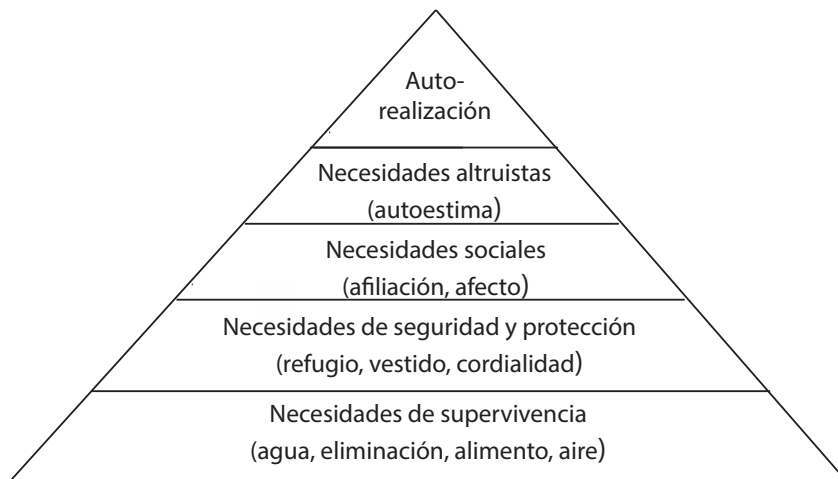 Auto-
realización
Necesidades altruistas
(autoestima)
Necesidades sociales
(afiliación, afecto)
Necesidades de seguridad y protección
(refugio, vestido, cordialidad)
Necesidades de supervivencia
(agua, eliminación, alimento, aire)